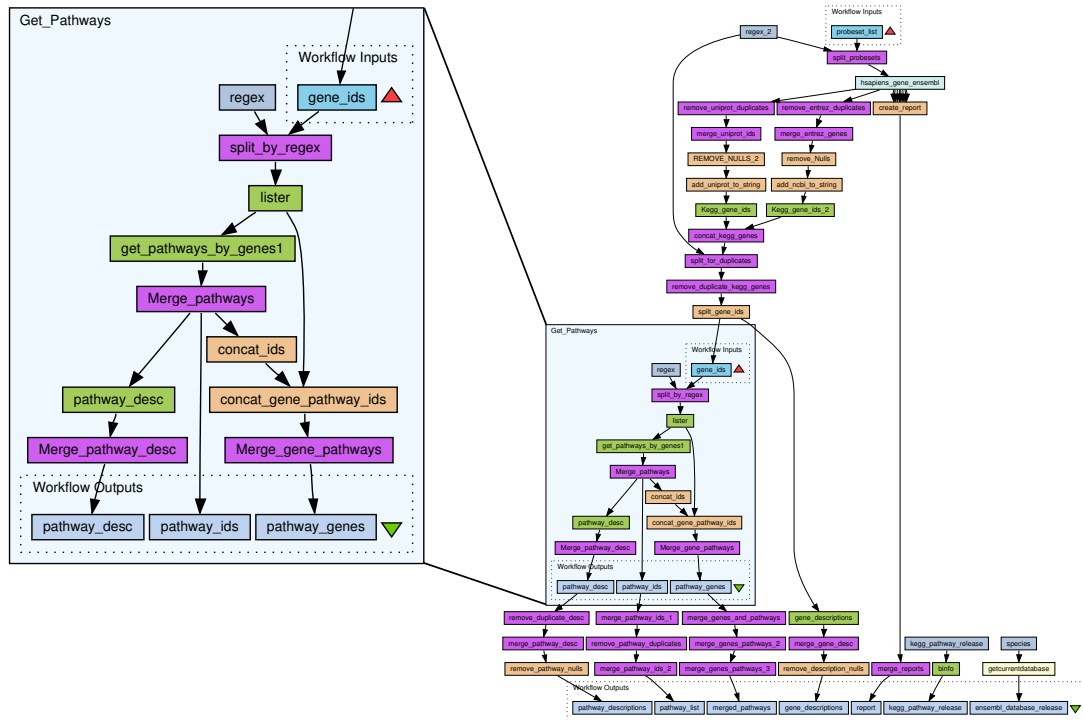 Get_Pathways
Workflow Inputs
regex
gene_ids
split_by_regex
lister
get_pathways_by_genes1
Merge_pathways
concat_ids
pathway_desc
concat_gene_pathway_ids
Merge_pathway_desc
Merge_gene_pathways
Workflow Outputs
pathway_desc
pathway_ids
pathway_genes
Workflow Inputs
regex_2
probeset_list
split_probesets
hsapiens_gene_ensembl
remove_uniprot_duplicates
remove_entrez_duplicates
create_report
merge_uniprot_ids
merge_entrez_genes
REMOVE_NULLS_2
remove_Nulls
add_uniprot_to_string
add_ncbi_to_string
Kegg_gene_ids
Kegg_gene_ids_2
concat_kegg_genes
split_for_duplicates
remove_duplicate_kegg_genes
split_gene_ids
Get_Pathways
Workflow Inputs
regex
gene_ids
split_by_regex
lister
get_pathways_by_genes1
Merge_pathways
concat_ids
pathway_desc
concat_gene_pathway_ids
Merge_pathway_desc
Merge_gene_pathways
Workflow Outputs
pathway_desc
pathway_ids
pathway_genes
remove_duplicate_desc
merge_pathway_ids_1
merge_genes_and_pathways
gene_descriptions
merge_pathway_desc
remove_pathway_duplicates
merge_genes_pathways_2
merge_gene_desc
kegg_pathway_release
species
remove_pathway_nulls
merge_pathway_ids_2
merge_genes_pathways_3
remove_description_nulls
merge_reports
binfo
getcurrentdatabase
Workflow Outputs
pathway_descriptions
pathway_list
merged_pathways
gene_descriptions
report
kegg_pathway_release
ensembl_database_release